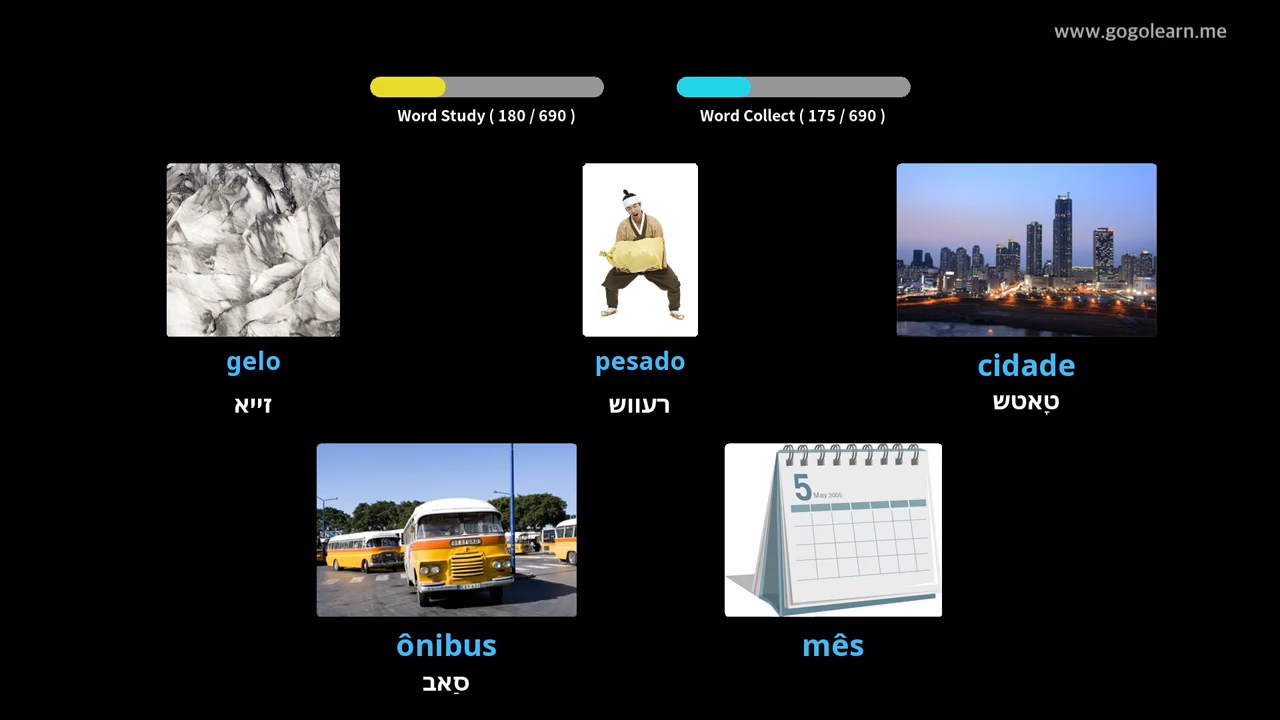 www.gogolearn.me
Word Study ( 180 / 690 )
Word Collect ( 175 / 690 )
gelo
זייא
pesado
רעווש
cidade
טָאטש
5 May 2005
ônibus
סַאב
mês